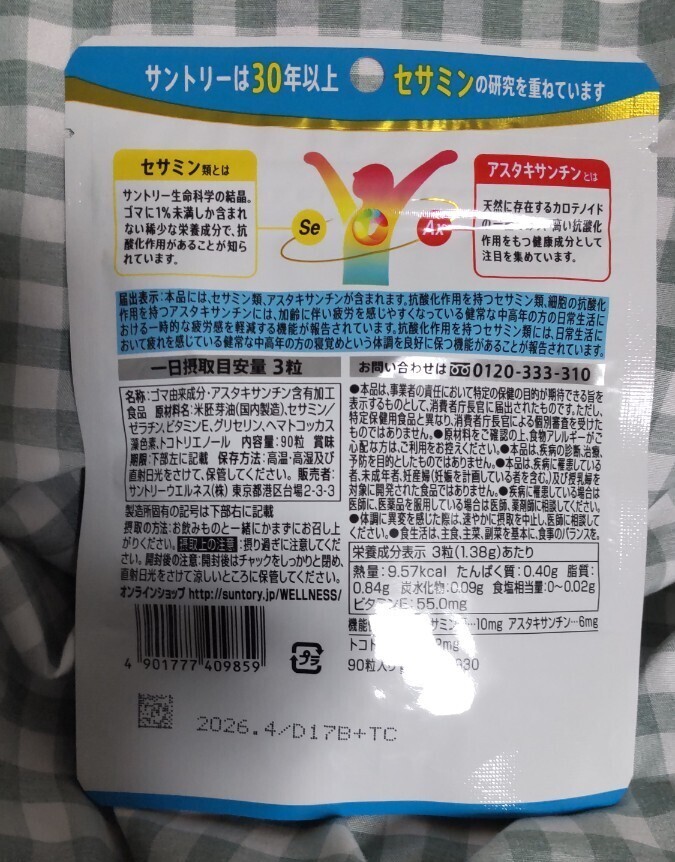 サントリーは30年以上 セサミンの研究を重ねています
セサミン類とは
サントリー生命科学の結晶。
ゴマに1%未満しか含まれ
ない稀少な栄養成分で、抗
酸化作用があることが知ら
れています。
Se
Ax
アスタキサンチンとは
天然に存在するカロテノイド
の一 高い抗酸化
作用をもつ健康成分として
注目を集めています。
届出表示:本品には、セサミン類、アスタキサンチンが含まれます。抗酸化作用を持つセサミン類、細胞の抗酸化
作用を持つアスタキサンチンには、加齢に伴い疲労を感じやすくなっている健常な中高年の方の日常生活に
おける一時的な疲労感を軽減する機能が報告されています。抗酸化作用を持つセサミン類には、日常生活に
おいて疲れを感じている健常な中高年の方の寝覚めという体調を良好に保つ機能があることが報告されています。
一日摂取目安量 3粒
名称:ゴマ由来成分・アスタキサンチン含有加工
食品 原材料名:米胚芽油(国内製造)、セサミン/
ゼラチン、ビタミンE、グリセリン、ヘマトコッカス
藻色素、トコトリエノール 内容量:90粒 賞味
期限:下部左に記載 保存方法:高温・高湿及び
直射日光をさけて、保管してください。 販売者:
サントリーウエルネス(株) 東京都港区台場2-3-3
製造所固有の記号は下部右に記載
摂取の方法:お飲みものと一緒にかまずにお召し上
がりください。 摂取上の注意:摂り過ぎに注意してくださ
い。開封後の注意:開封後はチャックをしっかりと閉め、
直射日光をさけて涼しいところに保管してください。
オンラインショップ http://suntory.jp/WELLNESS/
4 901777 409859
プラ
お問い合わせは 0120-333-310
●本品は、事業者の責任において特定の保健の目的が期待できる旨を
表示するものとして、消費者庁長官に届出されたものです。ただし、
特定保健用食品と異なり、消費者庁長官による個別審査を受けた
ものではありません。●原材料をご確認の上、食物アレルギーがご
心配な方は、ご利用をお控えください。●本品は、疾病の診断、治療、
予防を目的としたものではありません。●本品は、疾病に罹患している
者、未成年者、妊産婦(妊娠を計画している者を含む。)及び授乳婦を
対象に開発された食品ではありません。●疾病に罹患している場合は
医師に、医薬品を服用している場合は医師、薬剤師に相談してください。
●体調に異変を感じた際は、速やかに摂取を中止し、医師に相談して
ください。●食生活は、主食、主菜、副菜を基本に、食事のバランスを。
栄養成分表示 3粒(1.38g)あたり
熱量:9.57kcal たんぱく質:0.40g 脂質:
0.84g 炭水化物:0.09g 食塩相当量:0~0.02g
ビタミンE:55.0mg
機能 サミン …10mg アスタキサンチン…6mg
トコト 2mg
90粒入り 830
2026.4/D17B+TC